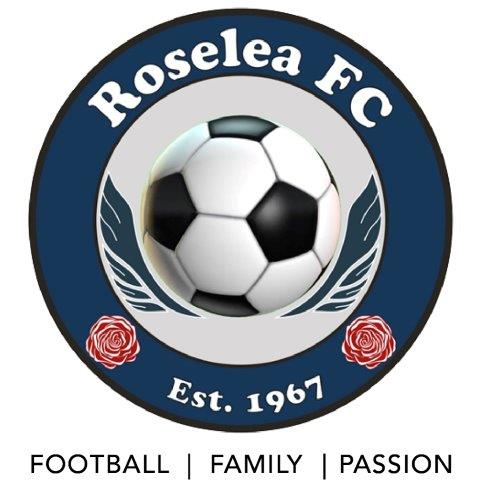 Roselea FC
Est. 1967
FOOTBALL | FAMILY | PASSION